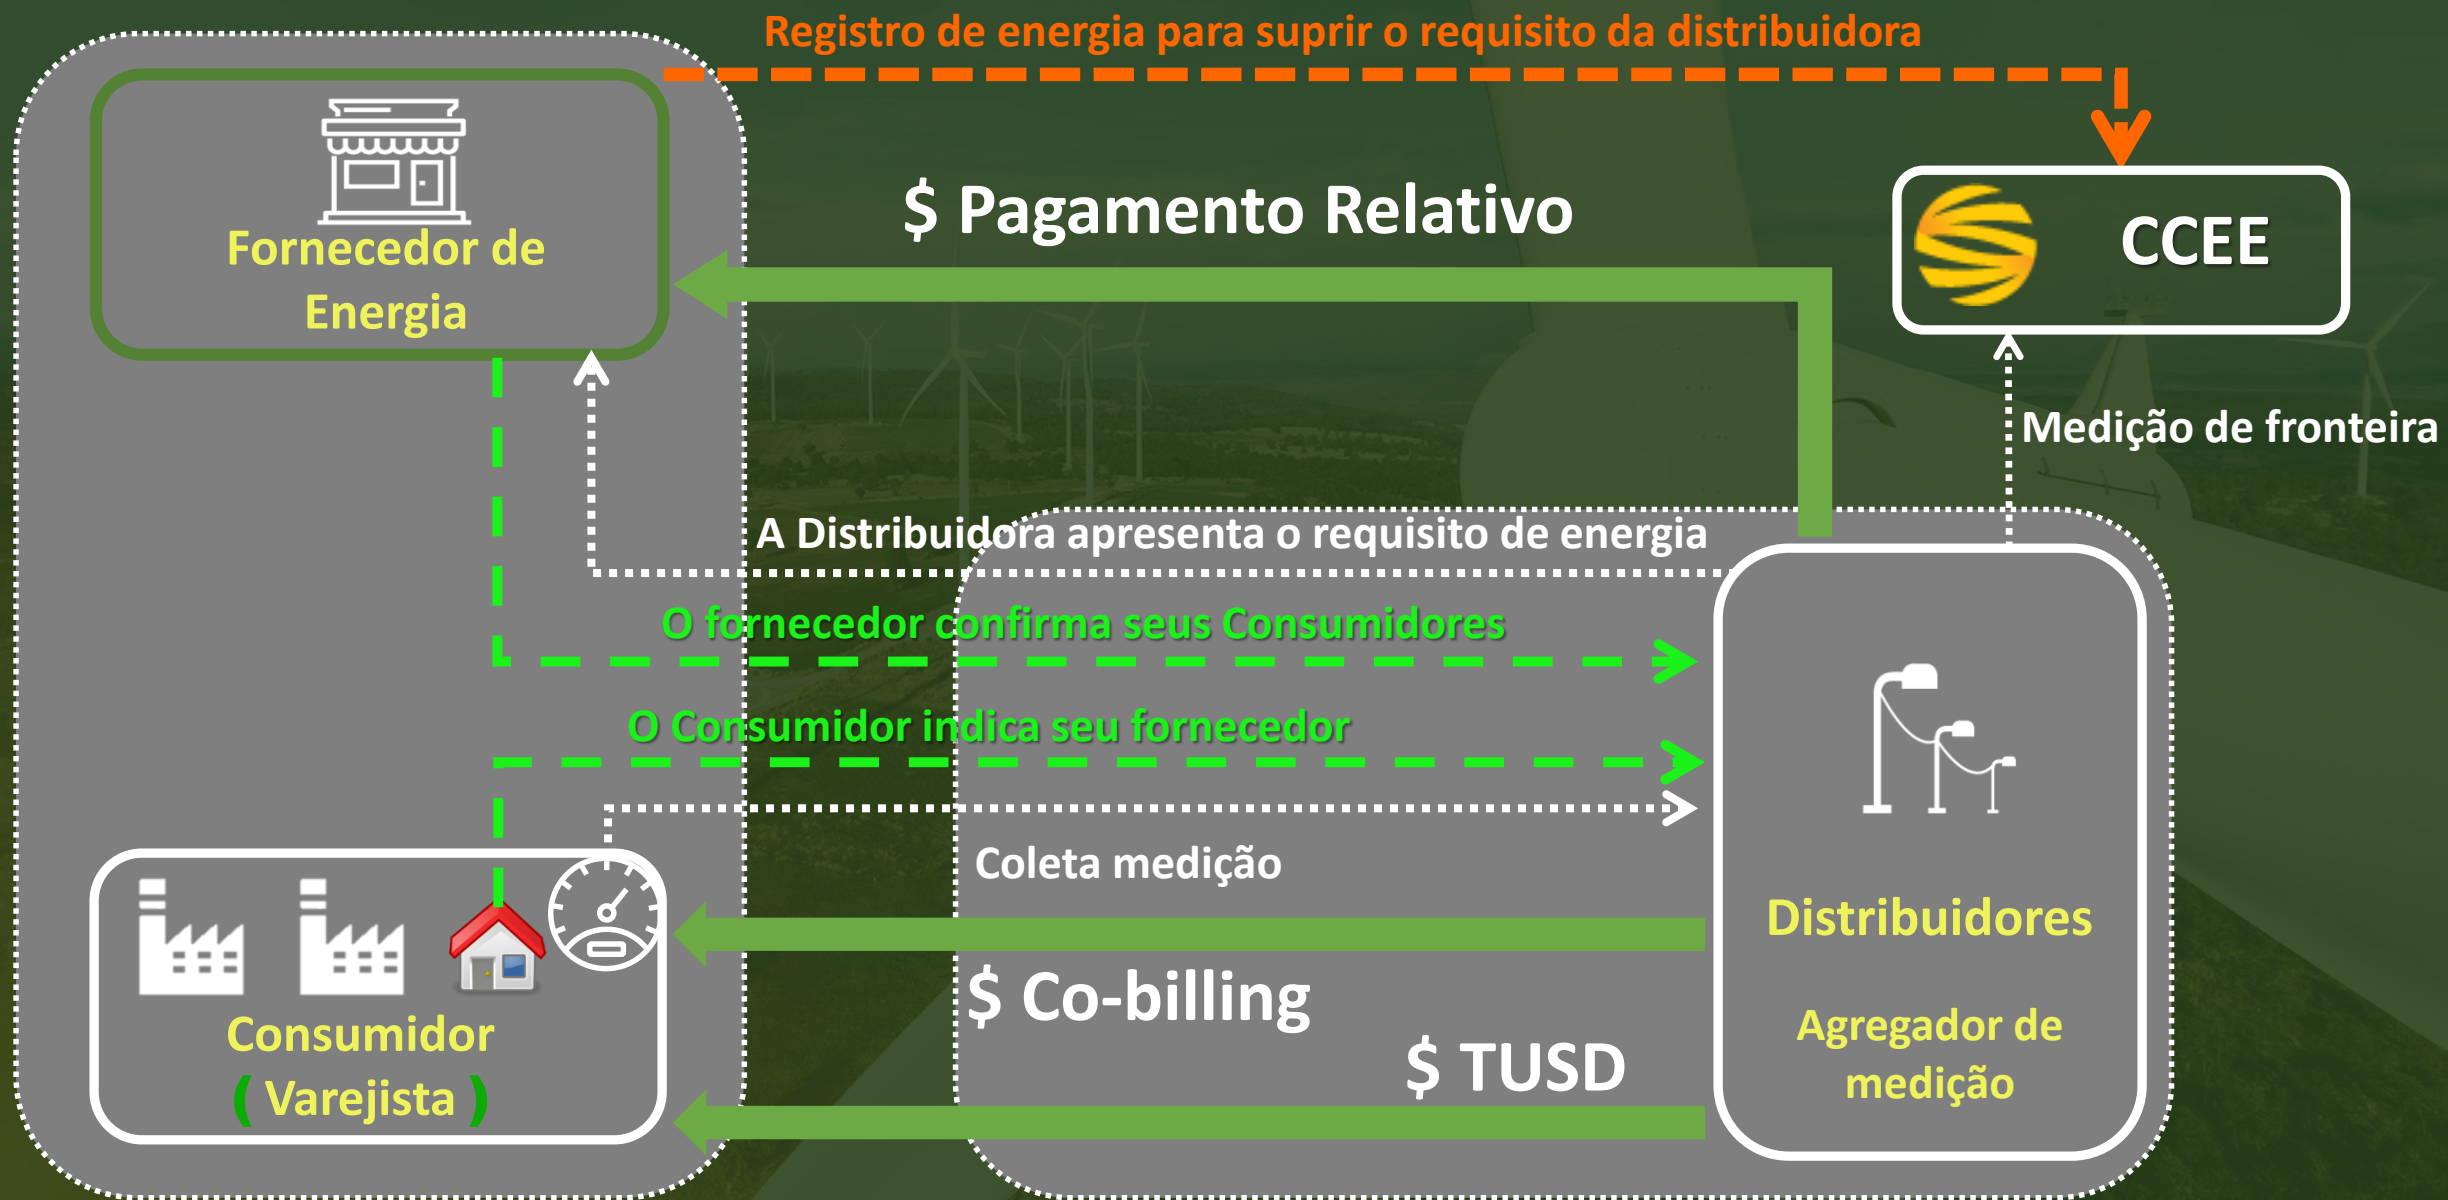 Registro de energia para suprir o requisito da distribuidora
Fornecedor de
Energia
$ Pagamento Relativo
CCEE
Medição de fronteira
A Distribuidora apresenta o requisito de energia
O fornecedor confirma seus Consumidores
O Consumidor indica seu fornecedor
Coleta medição
Distribuidores
$ Co-billing
Agregador de
medição
Consumidor
( Varejista )
$ TUSD